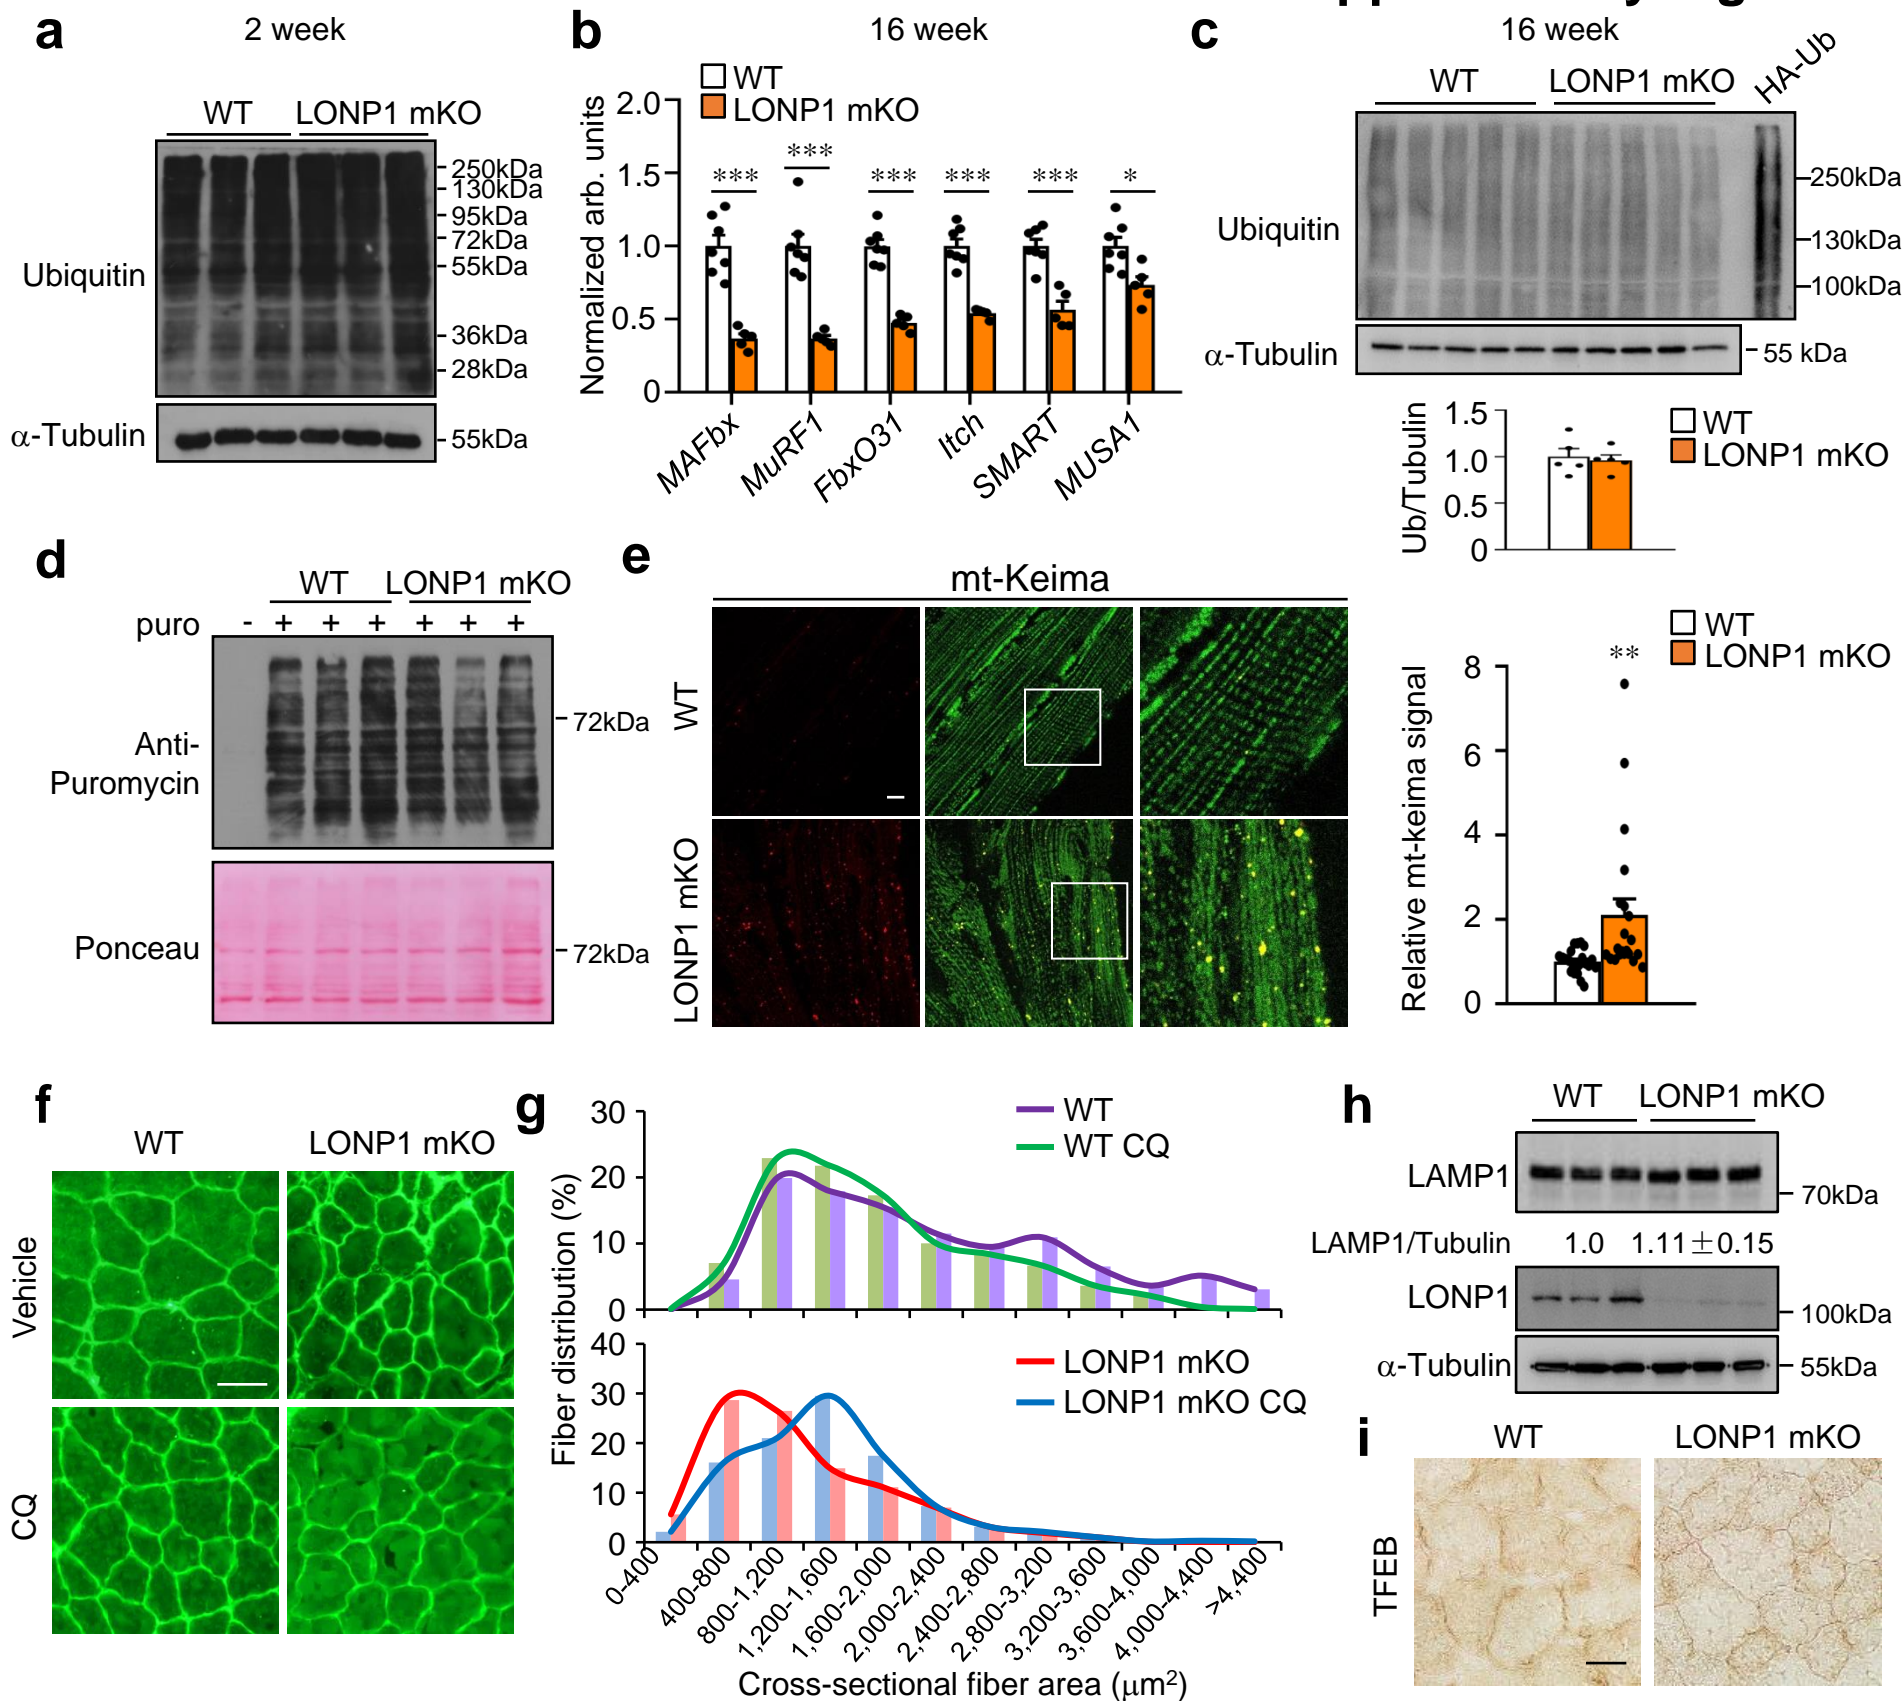 a
2 week
WT
LONP1 mKO
Ubiquitin
250kDa
130kDa
95kDa
72kDa
55kDa
36kDa
28kDa
α-Tubulin
55kDa
b
16 week
WT
LONP1 mKO
Normalized arb. units
2.0
1.5
1.0
0.5
0
***
***
***
***
***
*
MAFbx
MuRF1
FbxO31
Itch
SMART
MUSA1
c
16 week
WT
LONP1 mKO
HA-Ub
Ubiquitin
250kDa
130kDa
100kDa
α-Tubulin
55 kDa
Ub/Tubulin
1.5
1.0
0.5
0
WT
LONP1 mKO
d
WT
LONP1 mKO
puro
- + + + + + +
Anti-
Puromycin
72kDa
Ponceau
72kDa
e
mt-Keima
WT
LONP1 mKO
WT
LONP1 mKO
Relative mt-keima signal
8
6
4
2
0
**
f
WT
LONP1 mKO
Vehicle
CQ
g
Fiber distribution (%)
30
20
10
0
WT
WT CQ
40
30
20
10
0
LONP1 mKO
LONP1 mKO CQ
0-400
400-800
800-1,200
1,200-1,600
1,600-2,000
2,000-2,400
2,400-2,800
2,800-3,200
3,200-3,600
3,600-4,000
4,000-4,400
>4,400
Cross-sectional fiber area (μm²)
h
WT
LONP1 mKO
LAMP1
70kDa
LAMP1/Tubulin
1.0
1.11±0.15
LONP1
100kDa
α-Tubulin
55kDa
i
WT
LONP1 mKO
TFEB